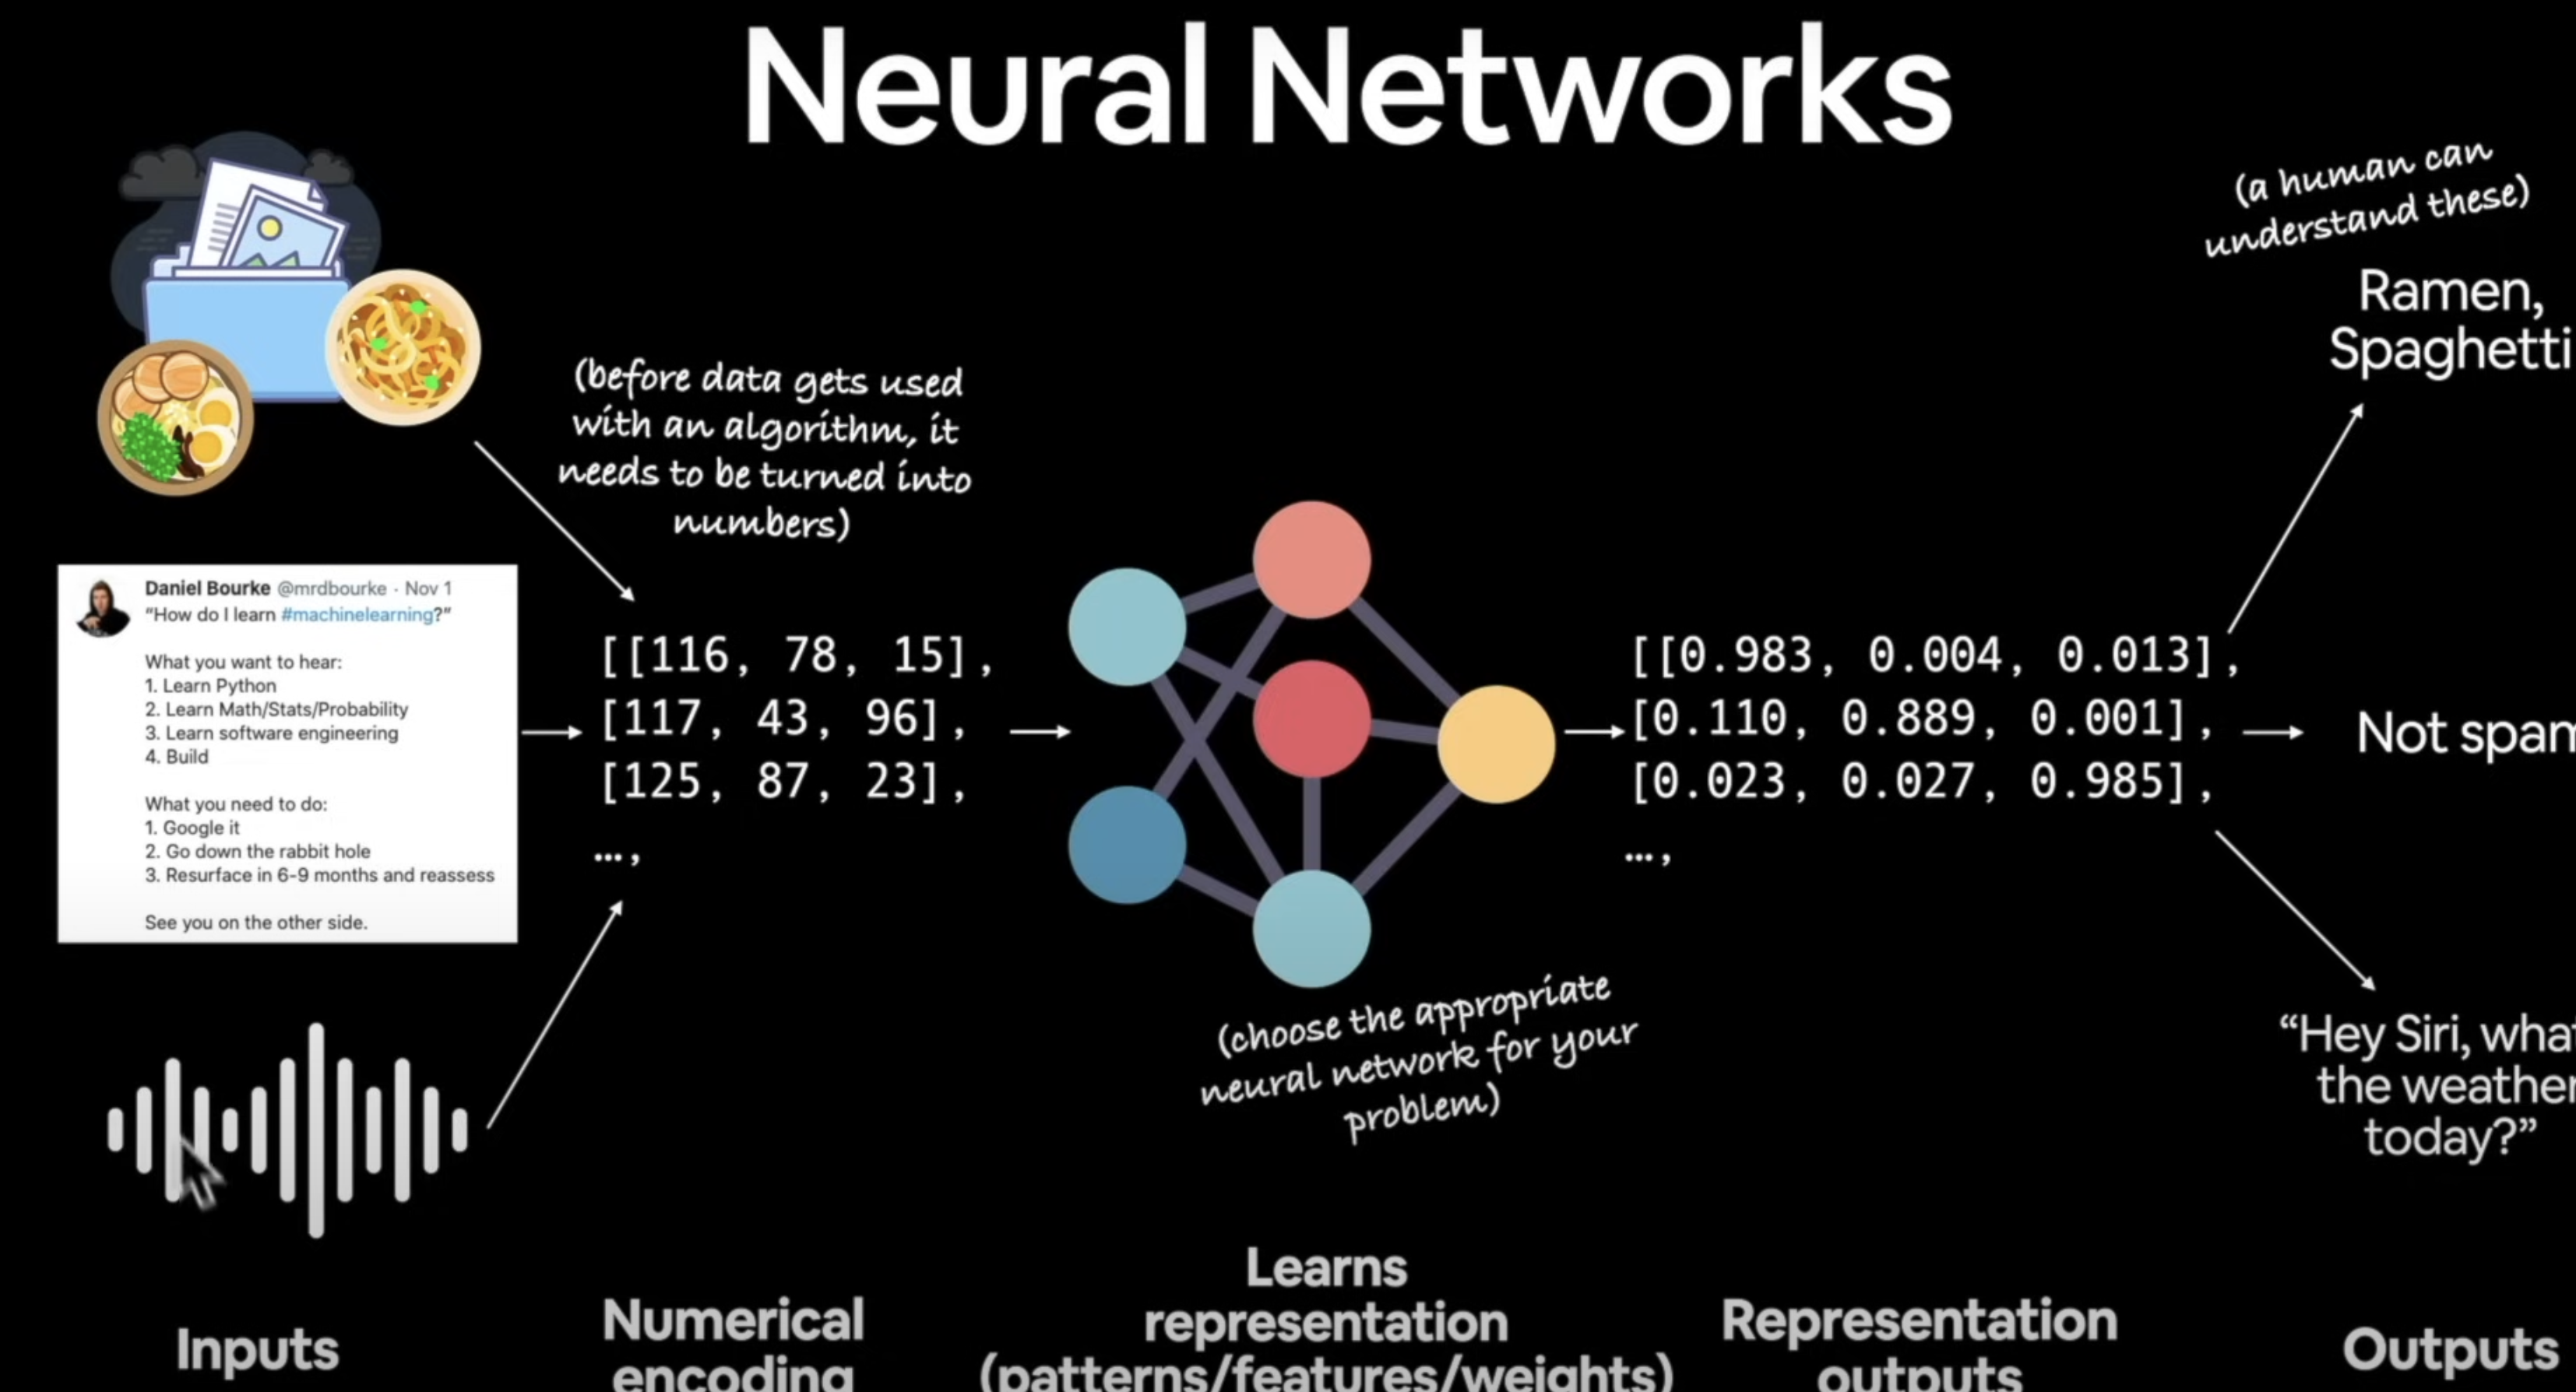 Neural Networks
(a human can
understand these)
Ramen,
Spaghetti
(before data gets used
with an algorithm, it
needs to be turned into
numbers)
Daniel Bourke @mrdbourke · Nov 1
“How do I learn #machinelearning?”
What you want to hear:
1. Learn Python
2. Learn Math/Stats/Probability
3. Learn software engineering
4. Build
What you need to do:
1. Google it
2. Go down the rabbit hole
3. Resurface in 6-9 months and reassess
See you on the other side.
[[116, 78, 15],
[117, 43, 96],
[125, 87, 23],
…,
(choose the appropriate
neural network for your
problem)
[[0.983, 0.004, 0.013],
[0.110, 0.889, 0.001],
[0.023, 0.027, 0.985],
…,
Not spam
“Hey Siri, what
the weather
today?”
Inputs
Numerical
encoding
Learns
representation
(patterns/features/weights)
Representation
outputs
Outputs